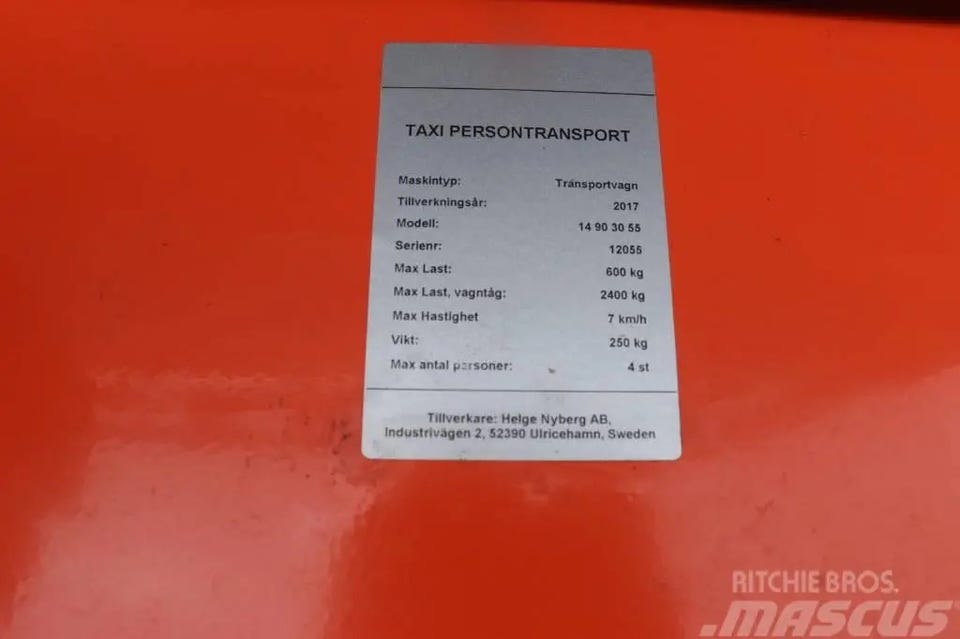 TAXI PERSONTRANSPORT
Maskintyp: Transportvagn
Tillverkningsår: 2017
Modell: 14 90 30 55
Serienr: 12055
Max Last: 600 kg
Max Last, vagntåg: 2400 kg
Max Hastighet 7 km/h
Vikt: 250 kg
Max antal personer: 4 st
Tillverkare: Helge Nyberg AB,
Industrivägen 2, 52390 Ulricehamn, Sweden
RITCHIE BROS.
MASCUS